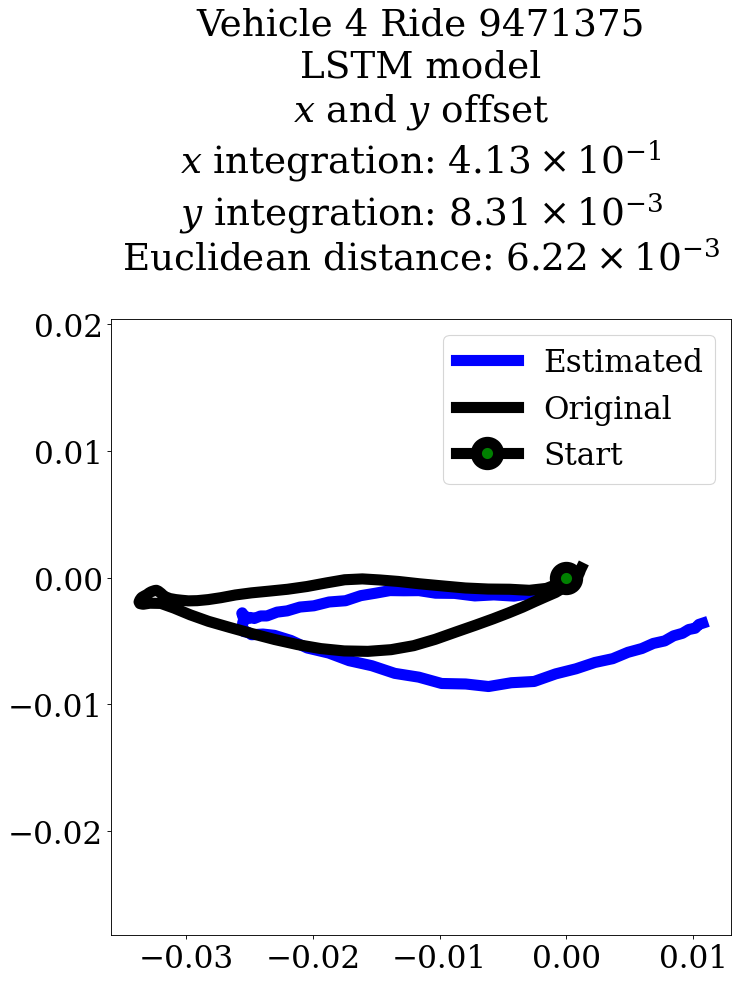 Vehicle 4 Ride 9471375
LSTM model
x and y offset
x integration: 4.13 × 10⁻¹
y integration: 8.31 × 10⁻³
Euclidean distance: 6.22 × 10⁻³
0.02
Estimated
Original
0.01
Start
0.00
−0.01
−0.02
−0.03 −0.02 −0.01 0.00 0.01